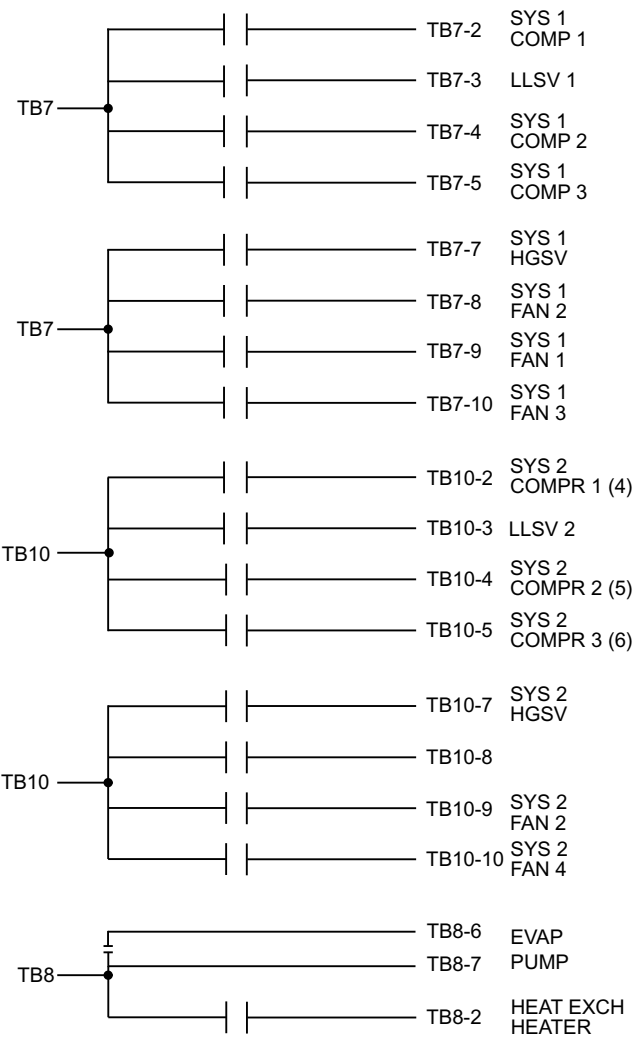 TB7-2 SYS 1
COMP 1
TB7-3 LLSV 1
TB7
TB7-4 SYS 1
COMP 2
TB7-5 SYS 1
COMP 3
TB7-7 SYS 1
HGSV
TB7-8 SYS 1
FAN 2
TB7
TB7-9 SYS 1
FAN 1
TB7-10 SYS 1
FAN 3
TB10-2 SYS 2
COMPR 1 (4)
TB10-3 LLSV 2
TB10
TB10-4 SYS 2
COMPR 2 (5)
TB10-5 SYS 2
COMPR 3 (6)
TB10-7 SYS 2
HGSV
TB10-8
TB10
TB10-9 SYS 2
FAN 2
TB10-10 SYS 2
FAN 4
TB8-6 EVAP
TB8-7 PUMP
TB8
TB8-2 HEAT EXCH
HEATER